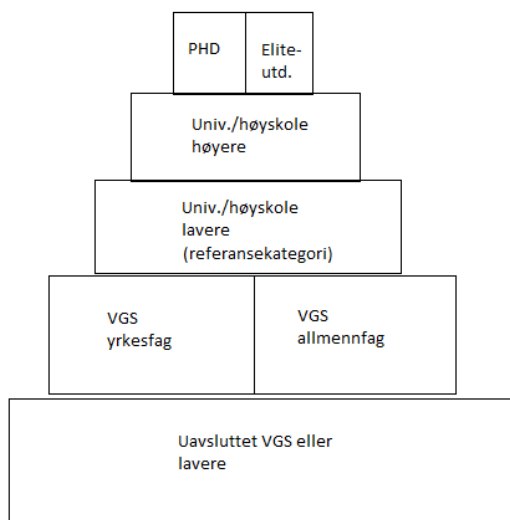 PHD
Elite-
utd.
Univ./høyskole
høyere
Univ./høyskole
lavere
(referansekategori)
VGS
yrkesfag
VGS
allmennfag
Uavsluttet VGS eller
lavere